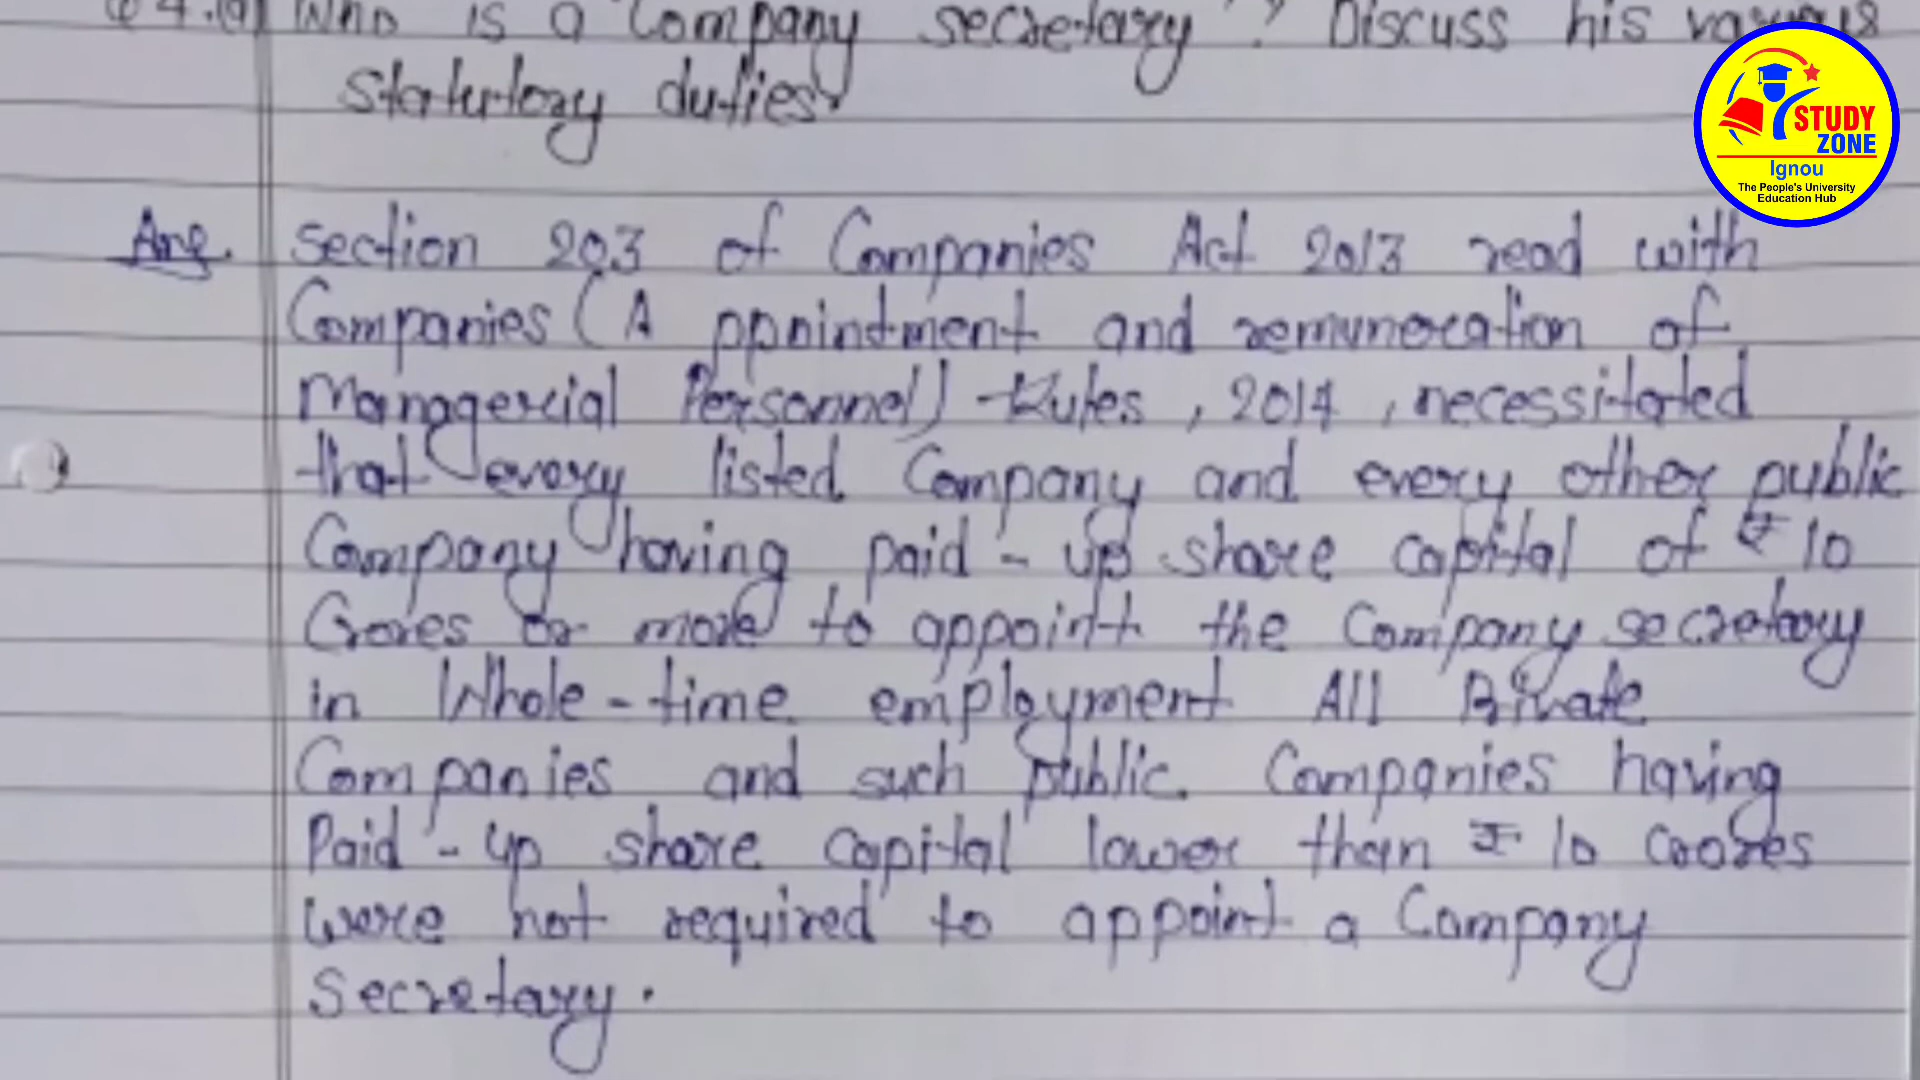 Q4.(a) Who is a "Company secretary"? Discuss his various
statutory duties?
Ans. Section 203 of Companies Act 2013 read with
Companies (Appointment and remuneration of
Managerial Personnel) Rules, 2014, necessitated
that every listed Company and every other public
Company having paid-up share capital of ₹ 10
Crores or more to appoint the Company secretary
in Whole-time employment All Private
Companies and such public Companies having
Paid-up share capital lower than ₹ 10 Crores
were not required to appoint a Company
Secretary.
STUDY
ZONE
Ignou
The People's University
Education Hub